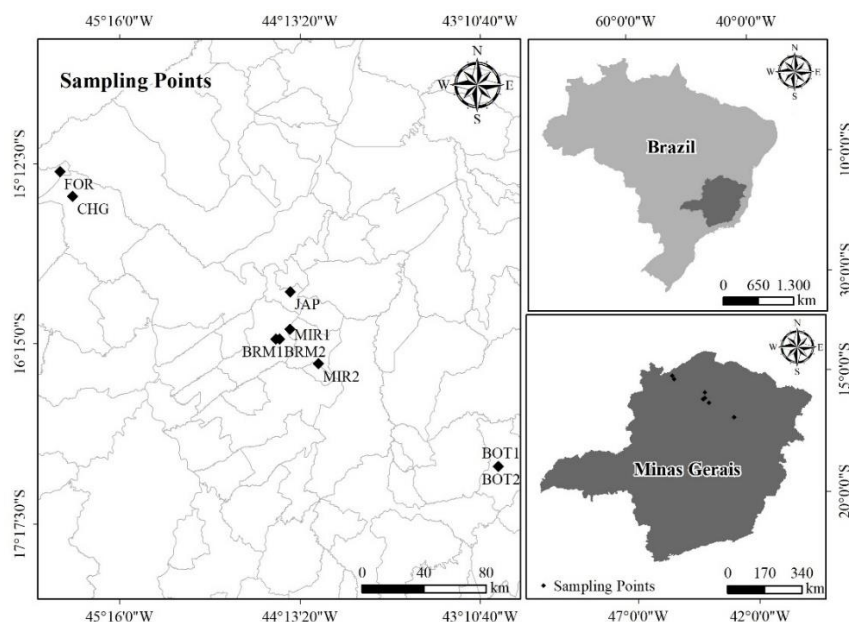 45°16'0"W 44°13'20"W 43°10'40"W
Sampling Points
N
W E
S
15°12'30"S
16°15'0"S
17°17'30"S
FOR
CHG
JAP
MIR1
BRM1BRM2
MIR2
BOT1
BOT2
0 40 80
km
45°16'0"W 44°13'20"W 43°10'40"W
60°0'0"W 40°0'0"W
N
W E
S
Brazil
10°0'0"S
30°0'0"S
0 650 1.300
km
N
W E
S
15°0'0"S
20°0'0"S
Minas Gerais
Sampling Points
0 170 340
km
47°0'0"W 42°0'0"W